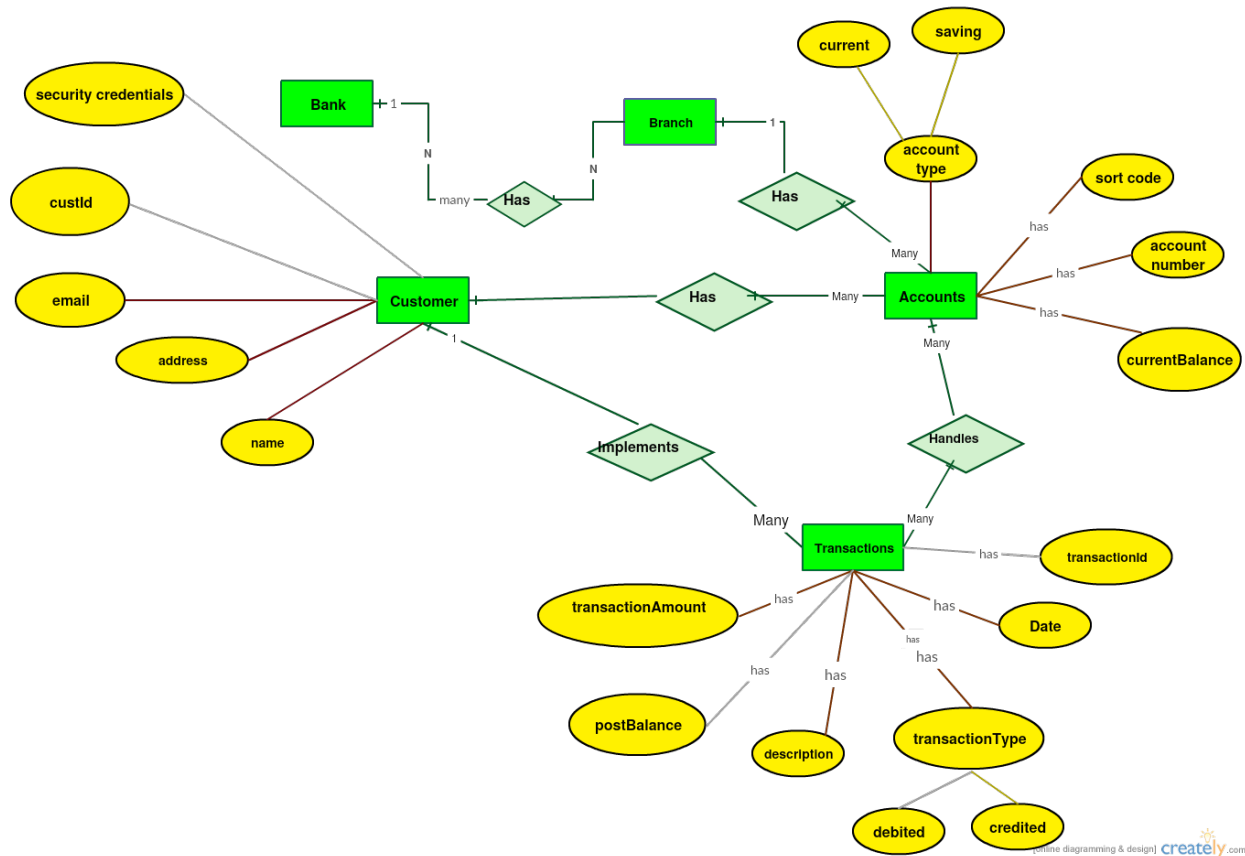 saving
current
security credentials
Bank
1
Branch
1
account
type
N
N
sort code
custId
many
Has
Has
has
Many
account
number
has
email
Customer
Has
Many
Accounts
has
1
Many
address
currentBalance
name
Implements
Handles
Many
Many
Transactions
has
transactionId
transactionAmount
has
has
Date
has
has
has
has
postBalance
description
transactionType
debited
credited
[online diagramming & design]
creately.com